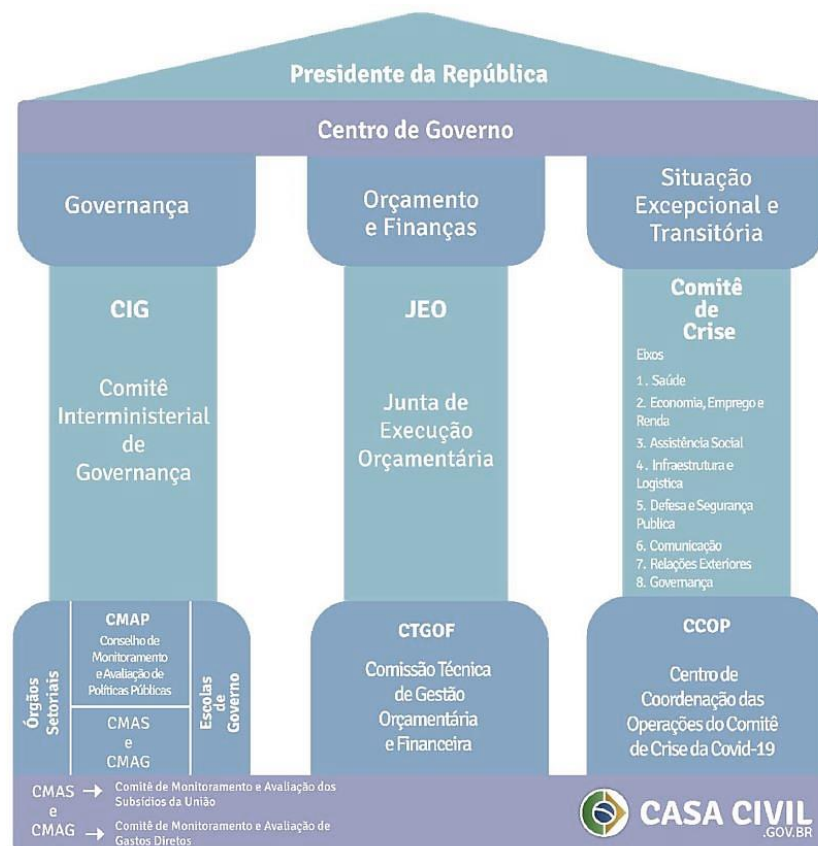 Presidente da República
Centro de Governo
Governança
CIG
Comitê
Interministerial
de
Governança
Órgãos
Setoriais
CMAP
Conselho de
Monitoramento
e Avaliação de
Políticas Públicas
CMAS
e
CMAG
Escolas
de
Governo
Orçamento
e Finanças
JEO
Junta de
Execução
Orçamentária
CTGOF
Comissão Técnica
de Gestão
Orçamentária
e Financeira
Situação
Excepcional e
Transitória
Comitê
de
Crise
Eixos
1. Saúde
2. Economia, Emprego e
Renda
3. Assistência Social
4. Infraestrutura e
Logistica
5. Defesa e Segurança
Publica
6. Comunicação
7. Relações Exteriores
8. Governança
CCOP
Centro de
Coordenação das
Operações do Comitê
de Crise da Covid-19
CMAS → Comitê de Monitoramento e Avaliação dos
Subsídios da União
e
CMAG → Comitê de Monitoramento e Avaliação de
Gastos Diretos
CASA CIVIL
.GOV.BR